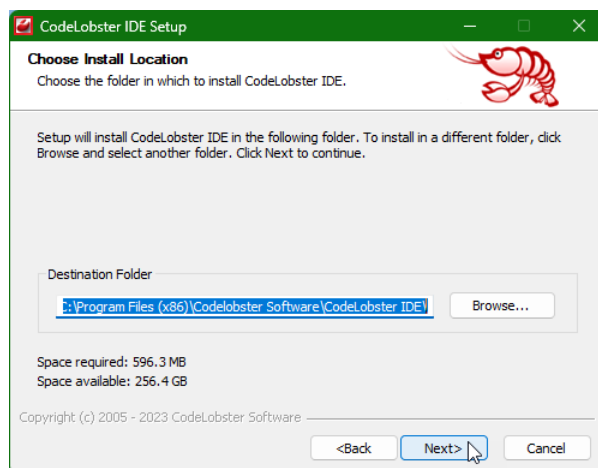 CodeLobster IDE Setup
Choose Install Location
Choose the folder in which to install CodeLobster IDE.
Setup will install CodeLobster IDE in the following folder. To install in a different folder, click
Browse and select another folder. Click Next to continue.
Destination Folder
C:\Program Files (x86)\Codelobster Software\CodeLobster IDE\
Browse...
Space required: 596.3 MB
Space available: 256.4 GB
Copyright (c) 2005 - 2023 CodeLobster Software
<Back Next> Cancel